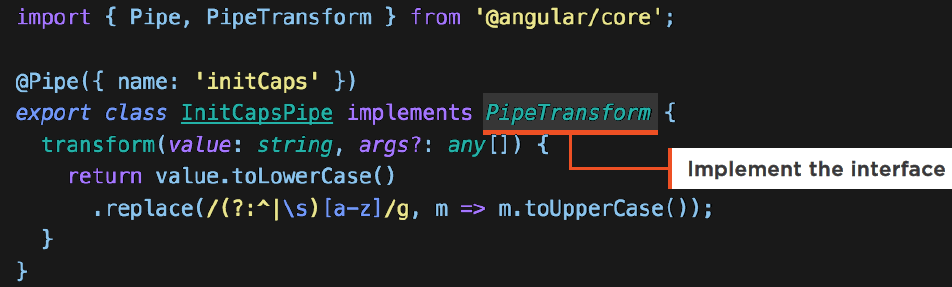 import { Pipe, PipeTransform } from '@angular/core';
@Pipe({ name: 'initCaps' })
export class InitCapsPipe implements PipeTransform {
transform(value: string, args?: any[]) {
Implement the interface
return value.toLowerCase()
.replace(/(?:^|\s)[a-z]/g, m => m.toUpperCase());
}
}